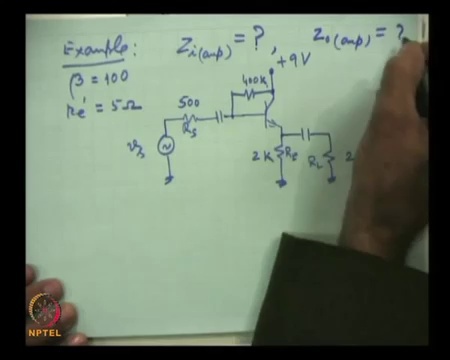 Example: Zi(amp) = ?, Zo(amp) = ?
β = 100
Re' = 5Ω
+9V
400K
500
Rs
vs
2K RE
RL 2
NPTEL